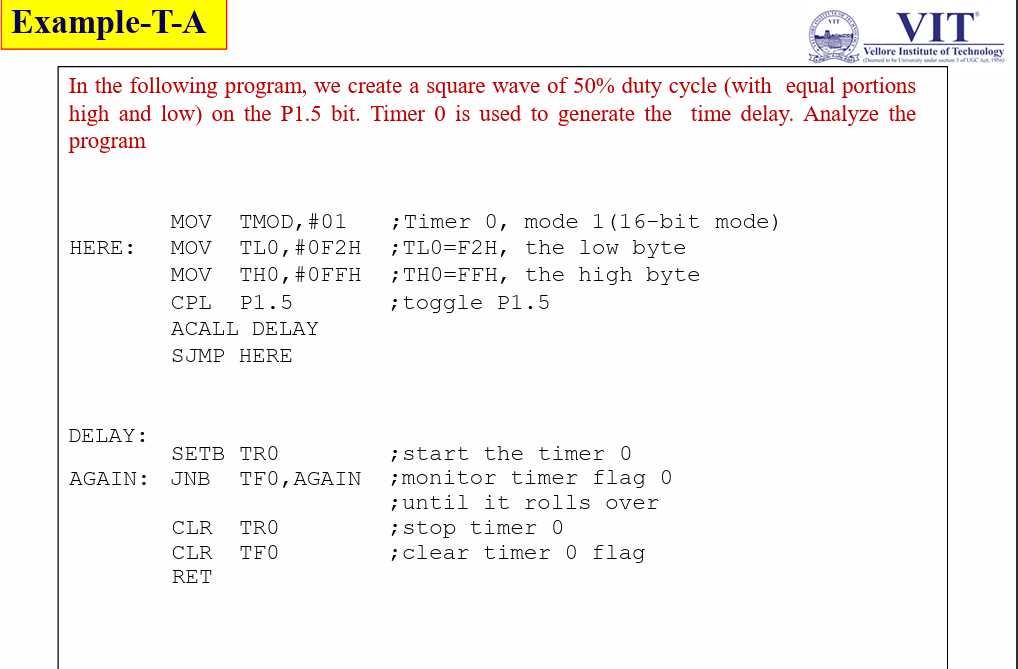 Example-T-A
VIT
VIT
Vellore Institute of Technology
(Deemed to be University under section 3 of UGC Act, 1956)
In the following program, we create a square wave of 50% duty cycle (with equal portions
high and low) on the P1.5 bit. Timer 0 is used to generate the time delay. Analyze the
program
MOV TMOD,#01 ;Timer 0, mode 1(16-bit mode)
HERE: MOV TL0,#0F2H ;TL0=F2H, the low byte
MOV TH0,#0FFH ;TH0=FFH, the high byte
CPL P1.5 ;toggle P1.5
ACALL DELAY
SJMP HERE
DELAY:
SETB TR0 ;start the timer 0
AGAIN: JNB TF0,AGAIN ;monitor timer flag 0
;until it rolls over
CLR TR0 ;stop timer 0
CLR TF0 ;clear timer 0 flag
RET